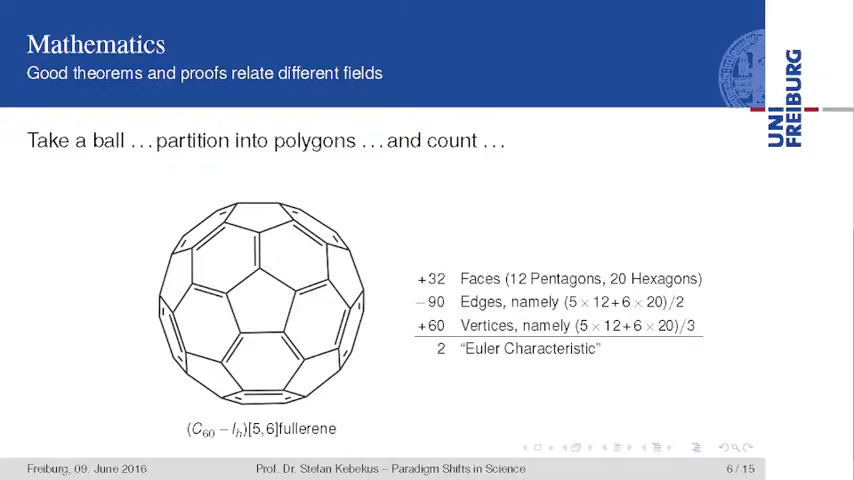 Mathematics
Good theorems and proofs relate different fields
UNI
FREIBURG
Take a ball ... partition into polygons ... and count ...
+32 Faces (12 Pentagons, 20 Hexagons)
−90 Edges, namely (5×12+6×20)/2
+60 Vertices, namely (5×12+6×20)/3
2 “Euler Characteristic”
(C₆₀ − Iₕ)[5,6]fullerene
Freiburg, 09. June 2016 Prof. Dr. Stefan Kebekus – Paradigm Shifts in Science 6 / 15